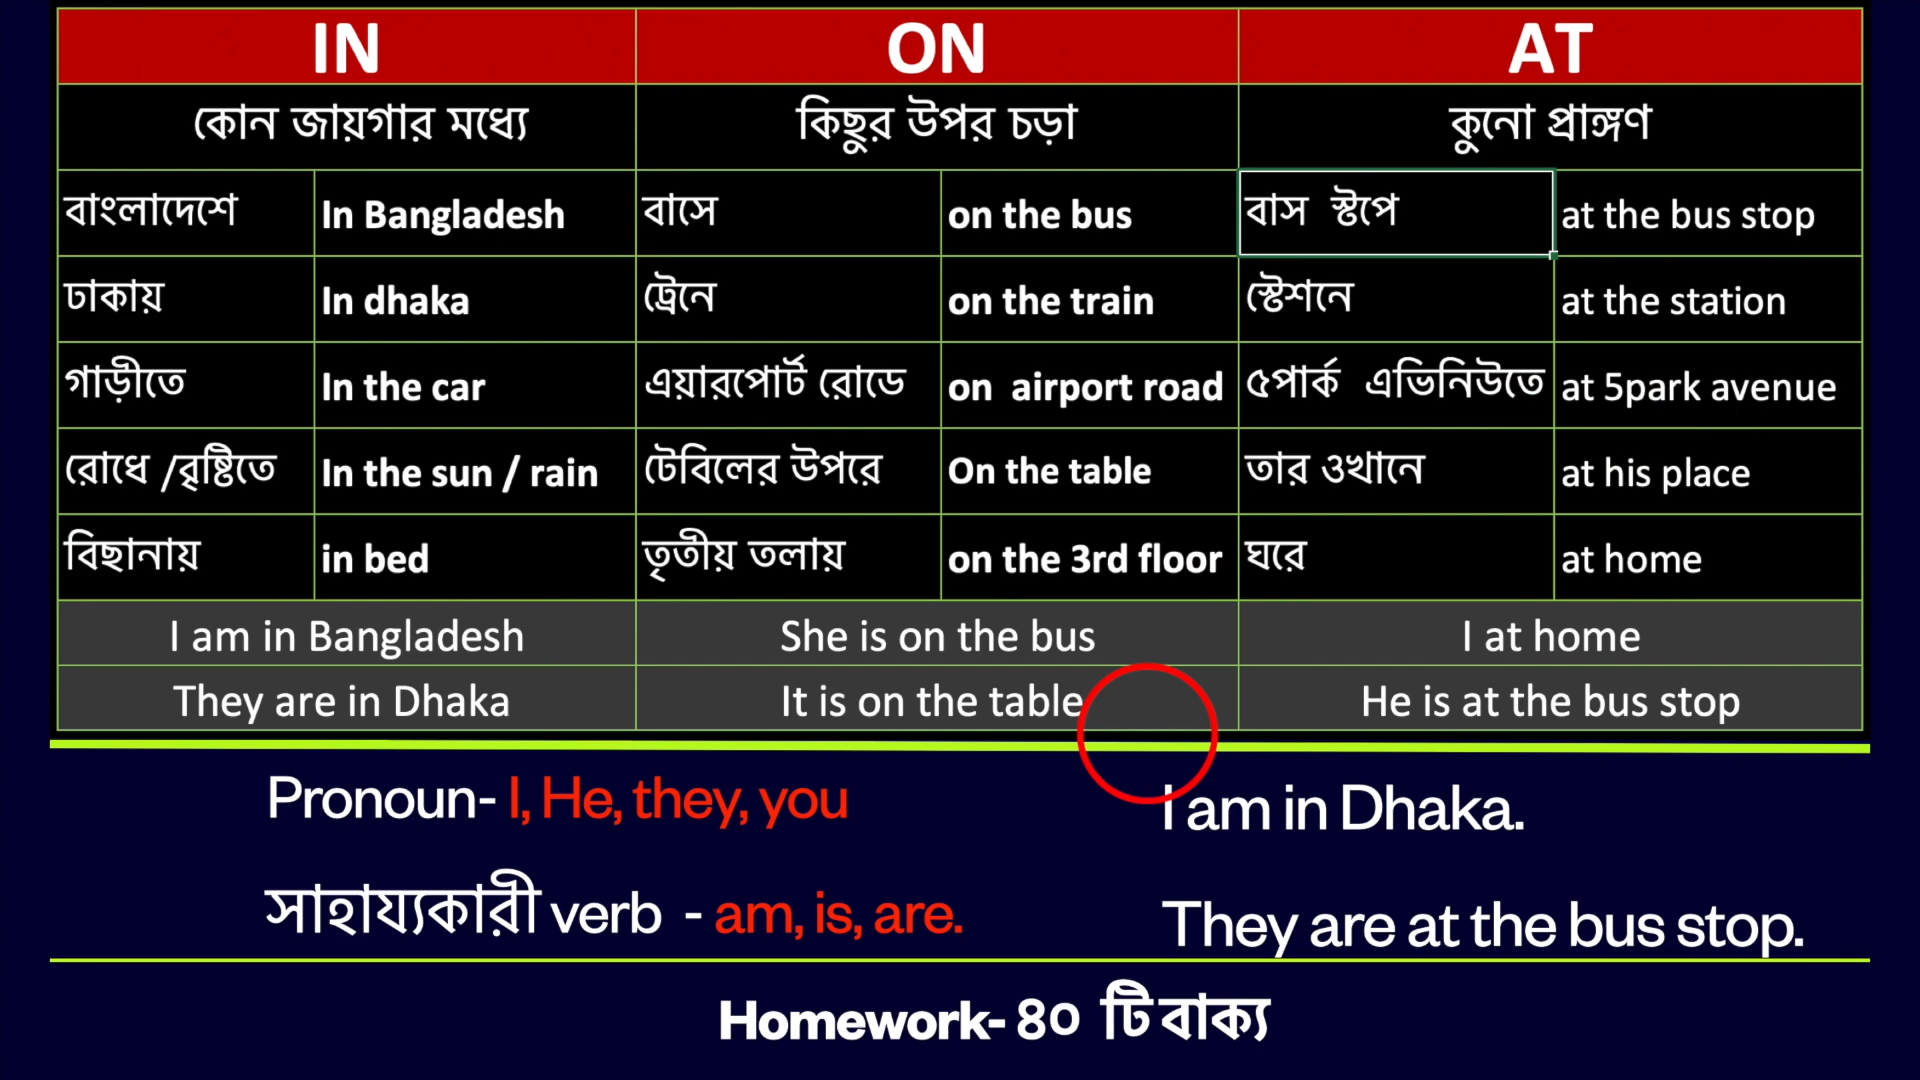 IN ON AT
কোন জায়গার মধ্যে কিছুর উপর চড়া কুনো প্রাঙ্গণ
বাংলাদেশে In Bangladesh বাসে on the bus বাস স্টপে at the bus stop
ঢাকায় In dhaka ট্রেনে on the train স্টেশনে at the station
গাড়ীতে In the car এয়ারপোর্ট রোডে on airport road ৫পার্ক এভিনিউতে at 5park avenue
রোধে /বৃষ্টিতে In the sun / rain টেবিলের উপরে On the table তার ওখানে at his place
বিছানায় in bed তৃতীয় তলায় on the 3rd floor ঘরে at home
I am in Bangladesh She is on the bus I at home
They are in Dhaka It is on the table He is at the bus stop
Pronoun- I, He, they, you I am in Dhaka.
সাহায্যকারী verb - am, is, are. They are at the bus stop.
Homework- ৪০ টি বাক্য